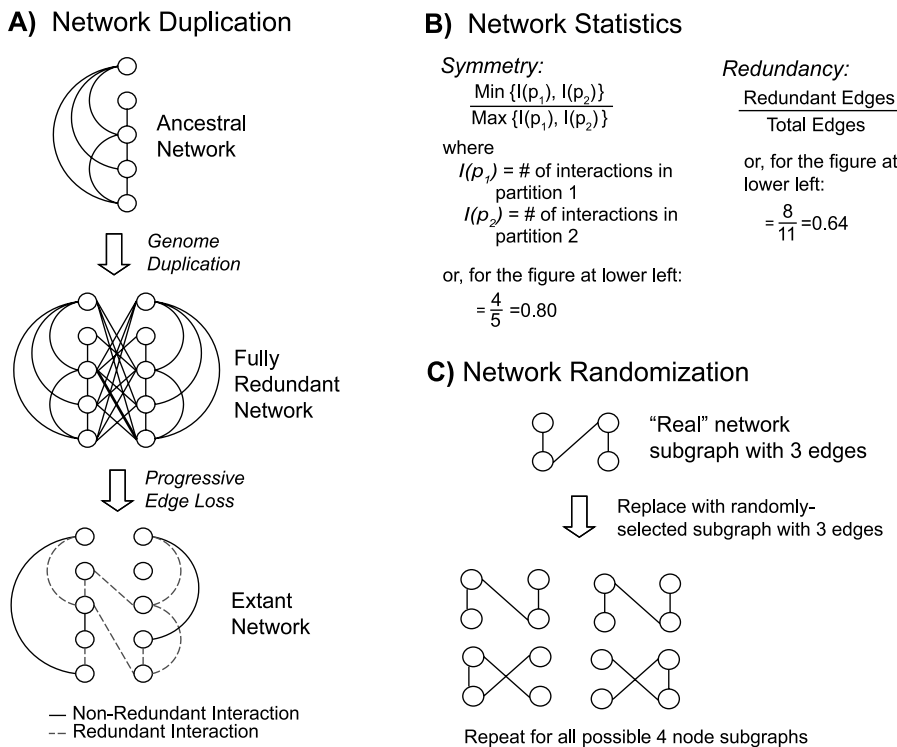 A) Network Duplication
Ancestral
Network
Genome
Duplication
Fully
Redundant
Network
Progressive
Edge Loss
Extant
Network
Non-Redundant Interaction
Redundant Interaction
B) Network Statistics
Symmetry:
Min {I(p1), I(p2)}
Max {I(p1), I(p2)}
where
I(p1) = # of interactions in
partition 1
I(p2) = # of interactions in
partition 2
or, for the figure at lower left:
= 4/5 =0.80
Redundancy:
Redundant Edges
Total Edges
or, for the figure at
lower left:
= 8/11 =0.64
C) Network Randomization
“Real” network
subgraph with 3 edges
Replace with randomly-
selected subgraph with 3 edges
Repeat for all possible 4 node subgraphs